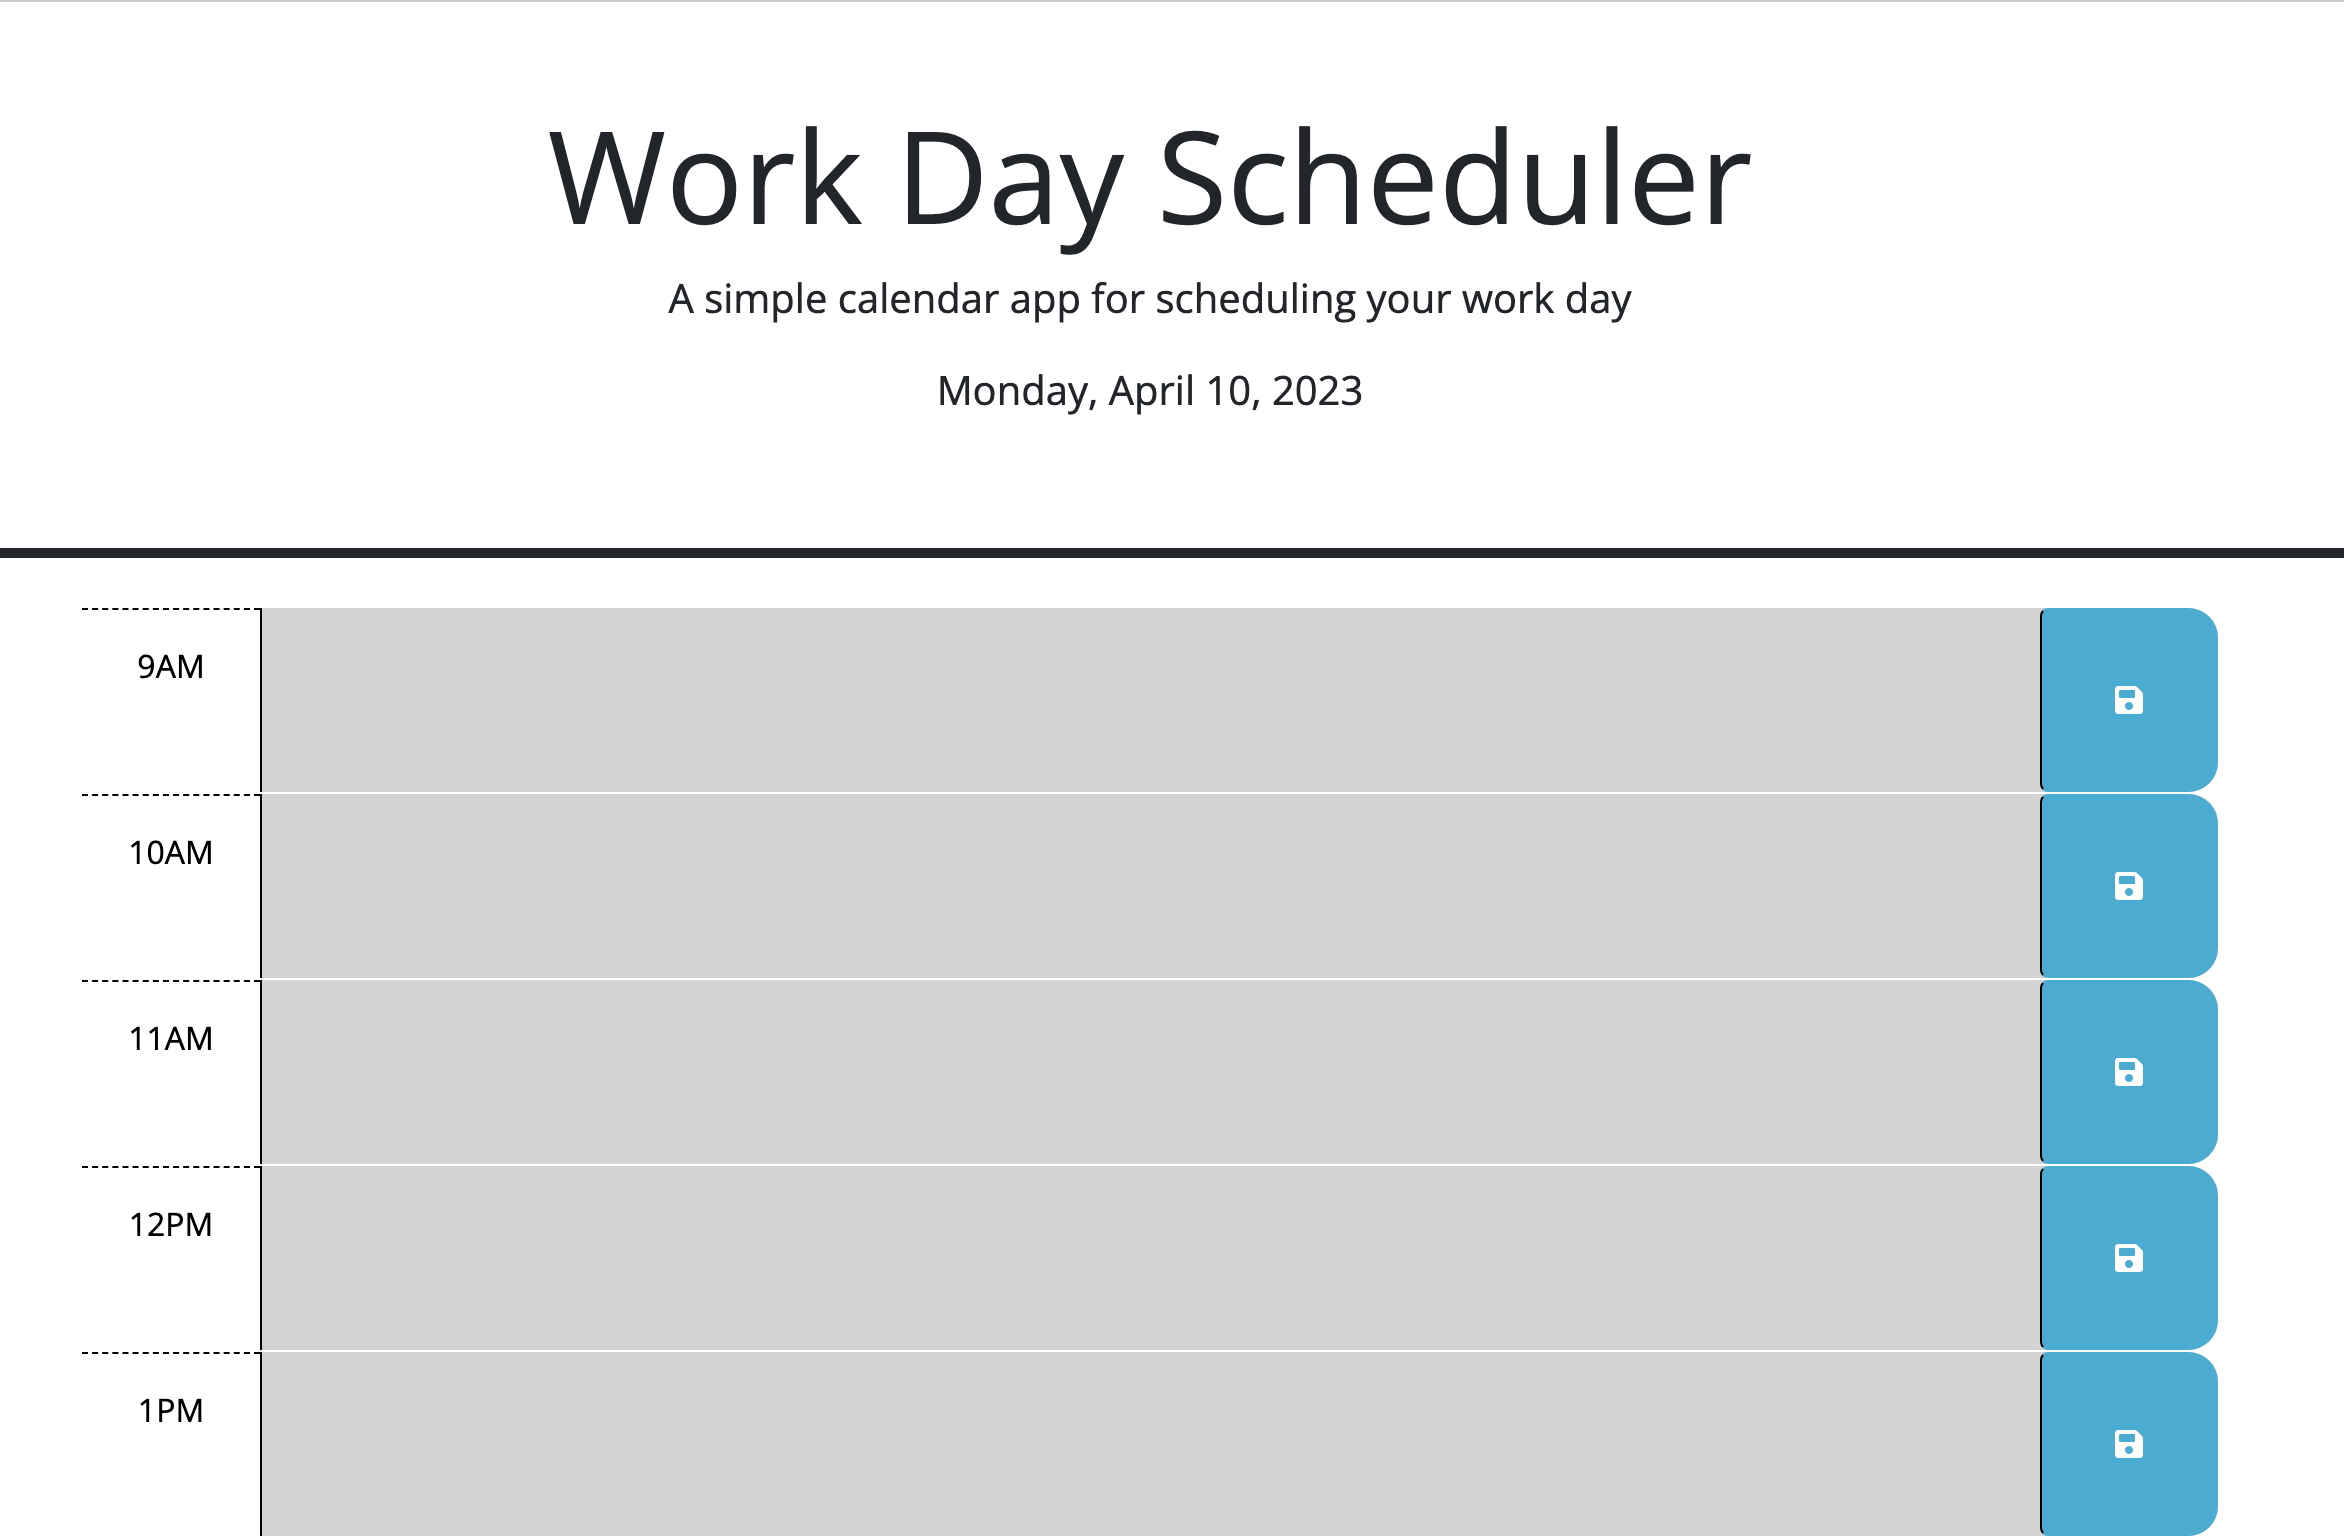 Work Day Scheduler
A simple calendar app for scheduling your work day
Monday, April 10, 2023
9AM
10AM
11AM
12PM
1PM